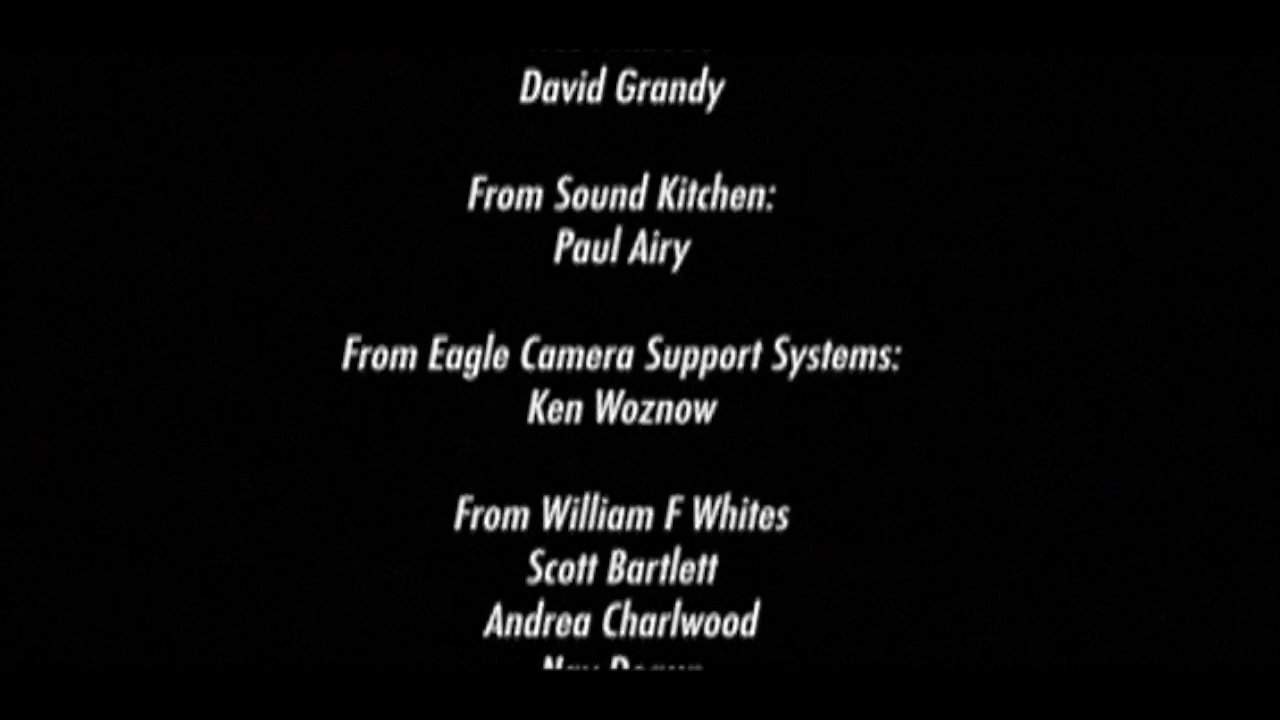 David Grandy
From Sound Kitchen:
Paul Airy
From Eagle Camera Support Systems:
Ken Woznow
From William F Whites
Scott Bartlett
Andrea Charlwood